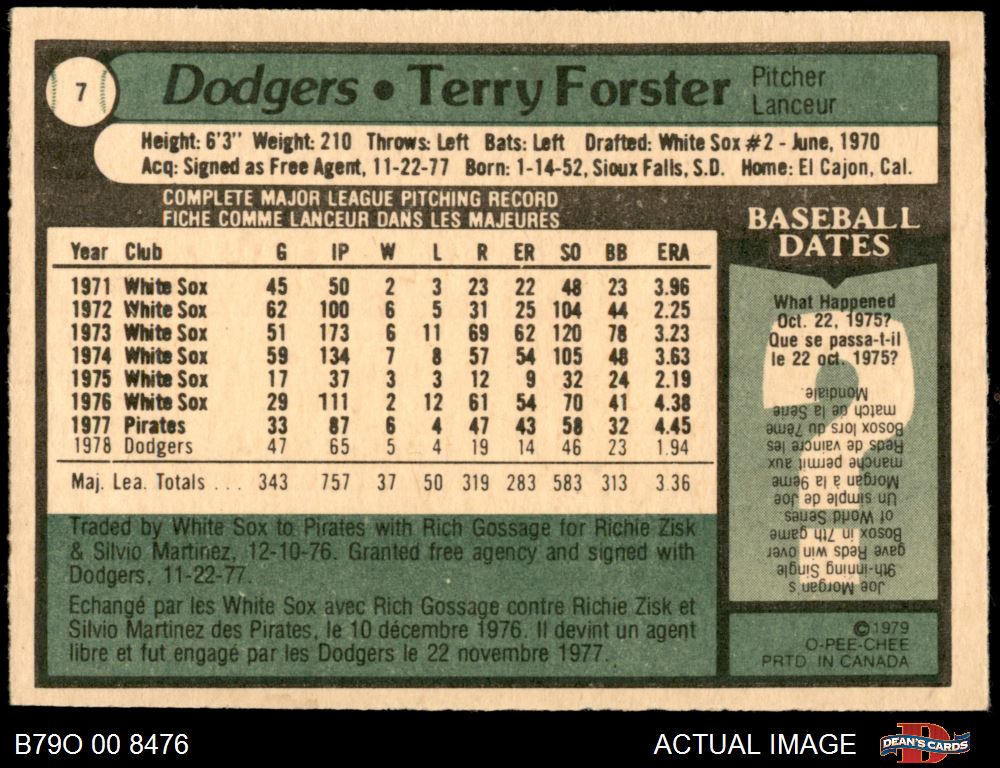 7
Dodgers • Terry Forster
Pitcher
Lanceur
Height: 6'3" Weight: 210 Throws: Left Bats: Left Drafted: White Sox #2 - June, 1970
Acq: Signed as Free Agent, 11-22-77 Born: 1-14-52, Sioux Falls, S.D. Home: El Cajon, Cal.
COMPLETE MAJOR LEAGUE PITCHING RECORD
FICHE COMME LANCEUR DANS LES MAJEURES
Year Club G IP W L R ER SO BB ERA
1971 White Sox 45 50 2 3 23 22 48 23 3.96
1972 White Sox 62 100 6 5 31 25 104 44 2.25
1973 White Sox 51 173 6 11 69 62 120 78 3.23
1974 White Sox 59 134 7 8 57 54 105 48 3.63
1975 White Sox 17 37 3 3 12 9 32 24 2.19
1976 White Sox 29 111 2 12 61 54 70 41 4.38
1977 Pirates 33 87 6 4 47 43 58 32 4.45
1978 Dodgers 47 65 5 4 19 14 46 23 1.94
Maj. Lea. Totals ... 343 757 37 50 319 283 583 313 3.36
Traded by White Sox to Pirates with Rich Gossage for Richie Zisk
& Silvio Martinez, 12-10-76. Granted free agency and signed with
Dodgers, 11-22-77.
Echangé par les White Sox avec Rich Gossage contre Richie Zisk et
Silvio Martinez des Pirates, le 10 décembre 1976. Il devint un agent
libre et fut engagé par les Dodgers le 22 novembre 1977.
BASEBALL
DATES
What Happened
Oct. 22, 1975?
Que se passa-t-il
le 22 oct. 1975?
Joe Morgan's
9th-inning Single
gave Reds win over
Bosox in 7th game
of World Series.
Un simple de Joe
Morgan à la 9eme
manche permit aux
Reds de vaincre les
Bosox lors du 7ème
match de la Série
Mondiale.
©1979
O-PEE-CHEE
PRTD. IN CANADA
B79O 00 8476
ACTUAL IMAGE
DEAN'S CARDS